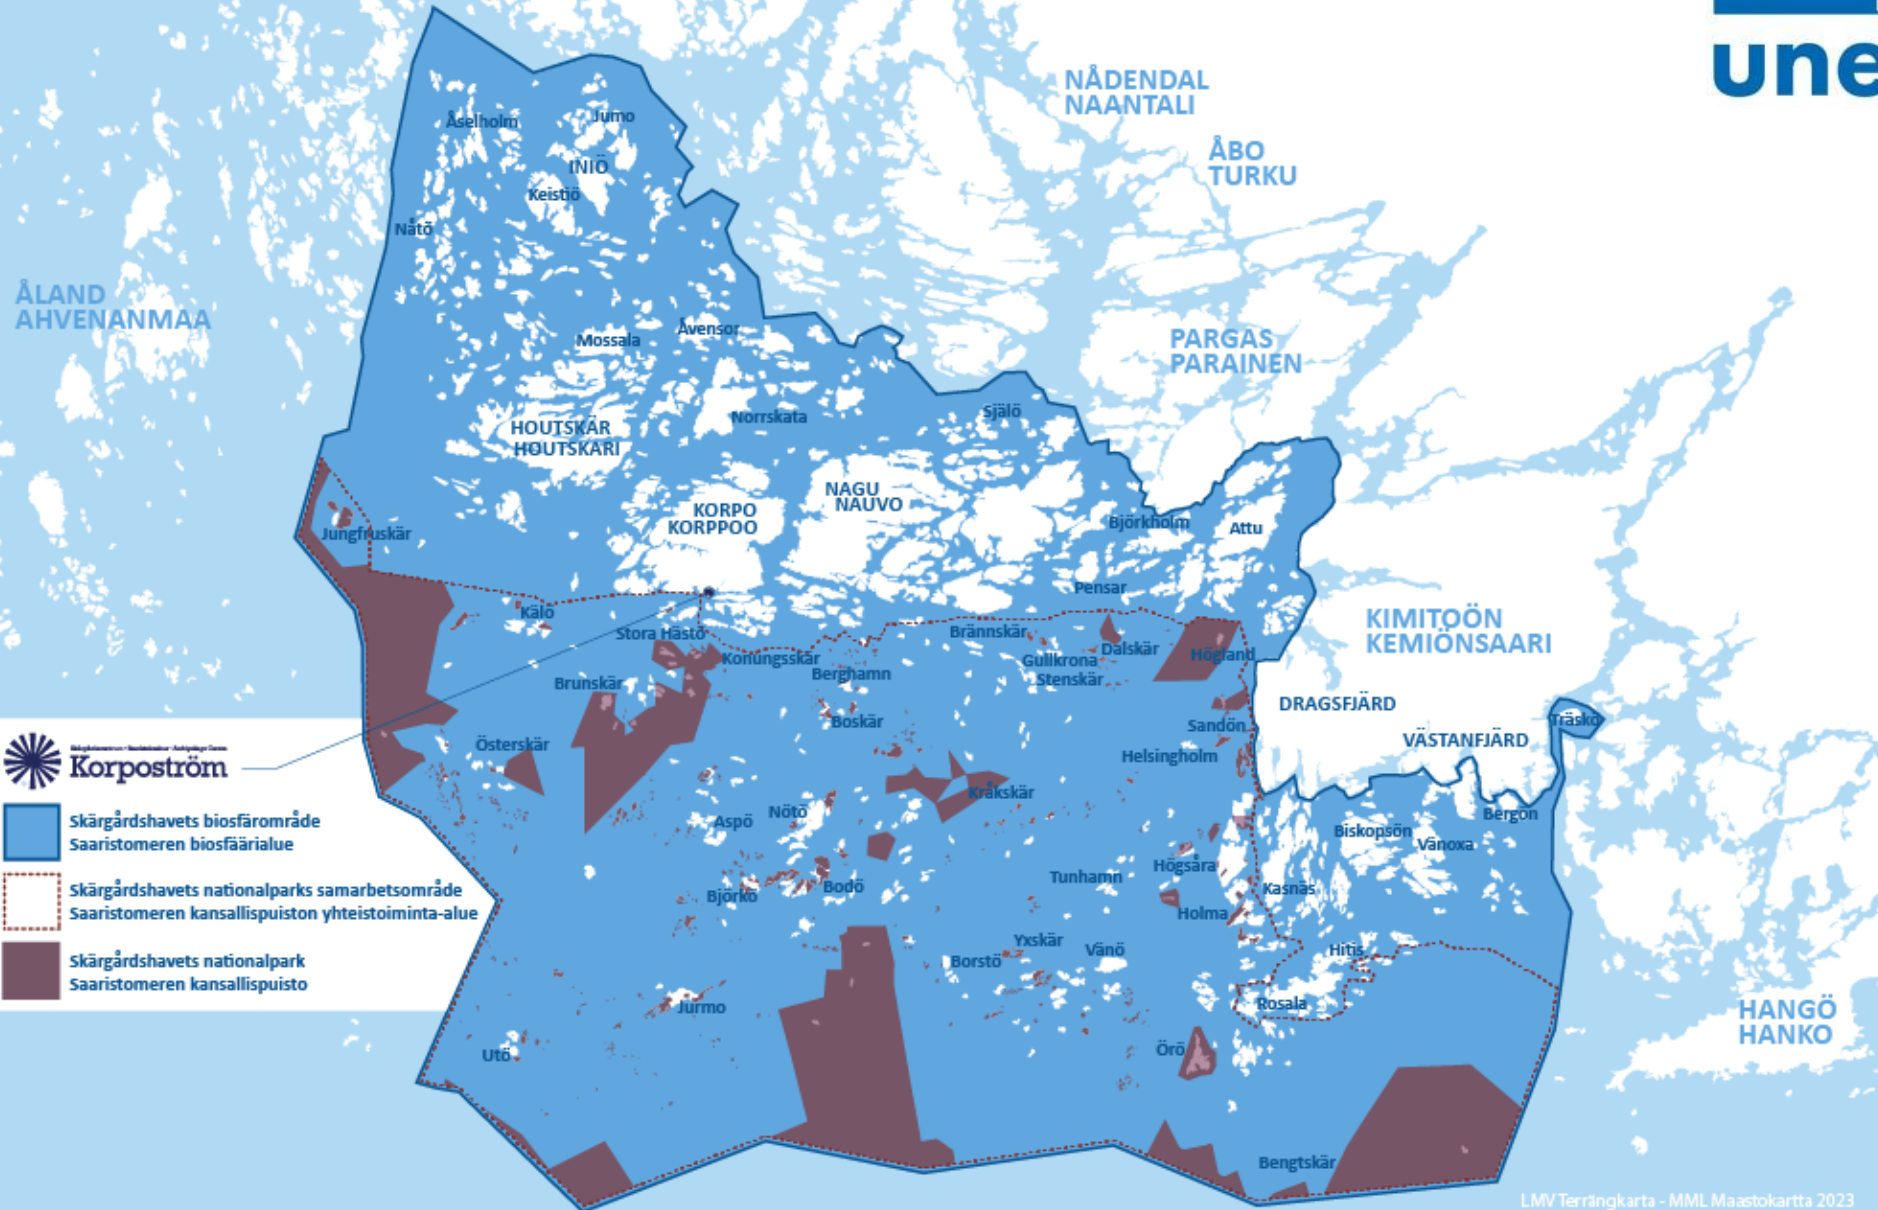 une
NÅDENDAL
NAANTALI
ÅBO
TURKU
Åselholm
Jumo
INIÖ
Keistiö
Nåtö
ÅLAND
AHVENANMAA
Mossala
Åvensor
PARGAS
PARAINEN
Norrskata
Själö
HOUTSKÄR
HOUTSKARI
NAGU
NAUVO
KORPO
KORPPOO
Björkholm
Attu
Jungfruskär
Pensar
Kälö
Stora Hästö
Brännskär
KIMITOÖN
KEMIÖNSAARI
Konungsskär
Berghamn
Gullkrona
Dalskär
Högland
Stenskär
Brunskär
Boskär
DRAGSFJÄRD
Sandön
Träskö
VÄSTANFJÄRD
Österskär
Helsingholm
Korpoström
Kråkskär
Nötö
Aspö
Bergön
Biskopsön
Vänoxa
Skärgårdshavets biosfärområde
Saaristomeren biosfäärialue
Högsåra
Tunhamn
Bodö
Björkö
Kasnäs
Holma
Skärgårdshavets nationalparks samarbetsområde
Saaristomeren kansallispuiston yhteistoiminta-alue
Yxskär
Vänö
Hitis
Borstö
Skärgårdshavets nationalpark
Saaristomeren kansallispuisto
Jurmo
Rosala
HANGÖ
HANKO
Utö
Örö
Bengtskär
LMV Terrängkarta - MML Maastokartta 2023